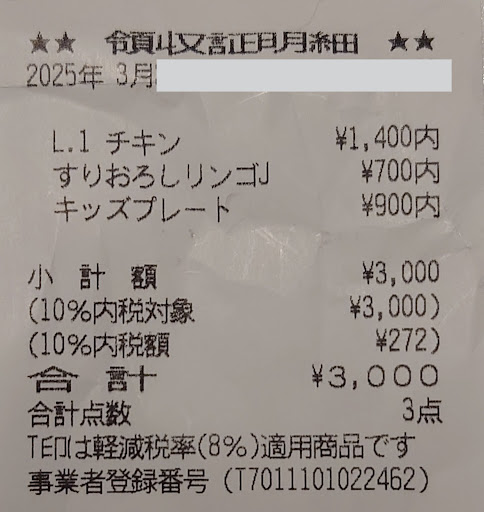 ★★ 領収証明細 ★★
2025年 3月
L.1 チキン ¥1,400内
すりおろしリンゴJ ¥700内
キッズプレート ¥900内
小 計 額 ¥3,000
(10%内税対象 ¥3,000)
(10%内税額 ¥272)
合 計 ¥3,000
合計点数 3点
T印は軽減税率(8%)適用商品です
事業者登録番号 (T7011101022462)